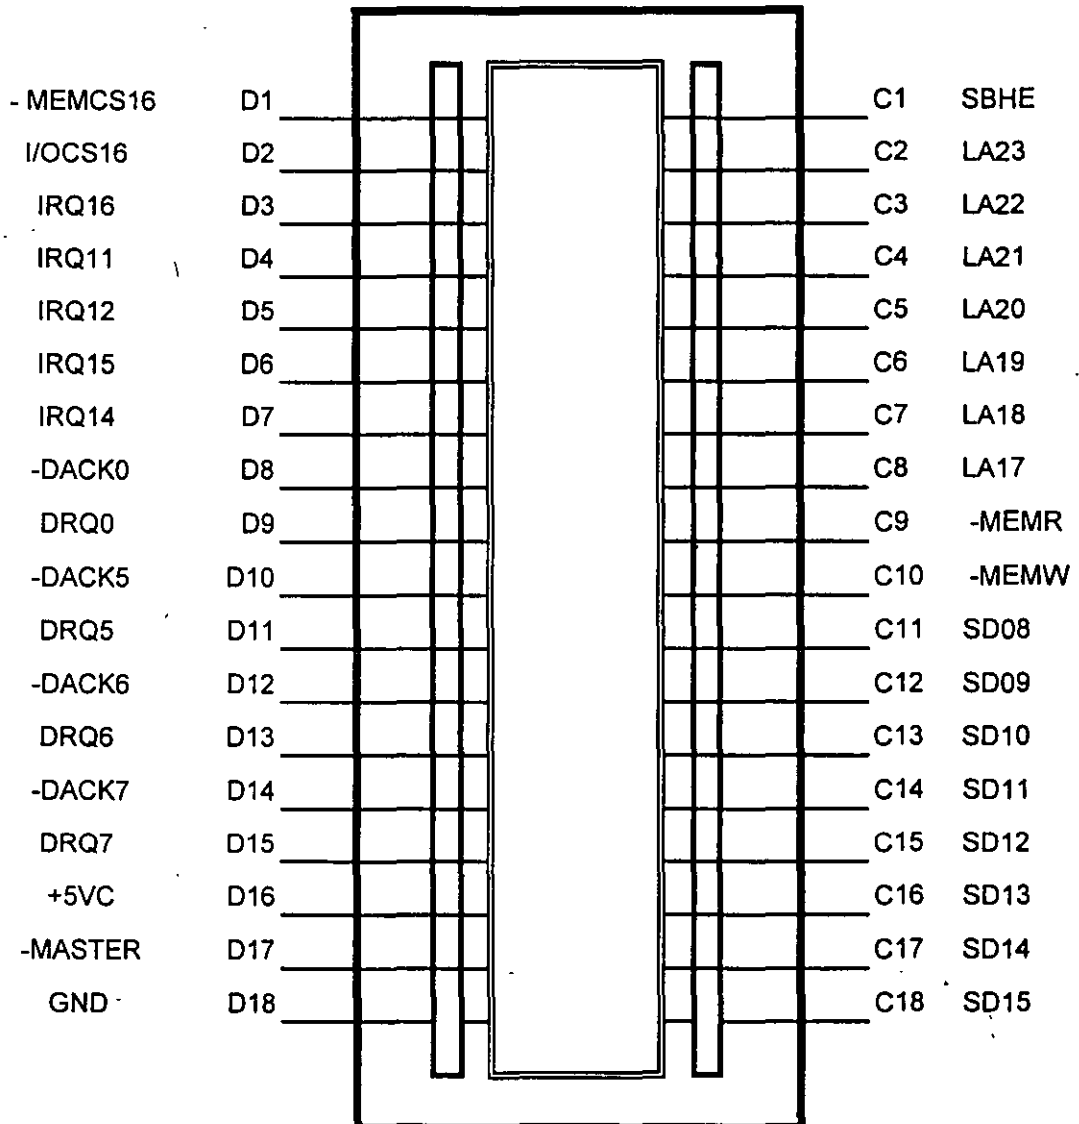 - MEMCS16 D1 C1 SBHE
I/OCS16 D2 C2 LA23
IRQ16 D3 C3 LA22
IRQ11 D4 C4 LA21
IRQ12 D5 C5 LA20
IRQ15 D6 C6 LA19
IRQ14 D7 C7 LA18
-DACK0 D8 C8 LA17
DRQ0 D9 C9 -MEMR
-DACK5 D10 C10 -MEMW
DRQ5 D11 C11 SD08
-DACK6 D12 C12 SD09
DRQ6 D13 C13 SD10
-DACK7 D14 C14 SD11
DRQ7 D15 C15 SD12
+5VC D16 C16 SD13
-MASTER D17 C17 SD14
GND D18 C18 SD15